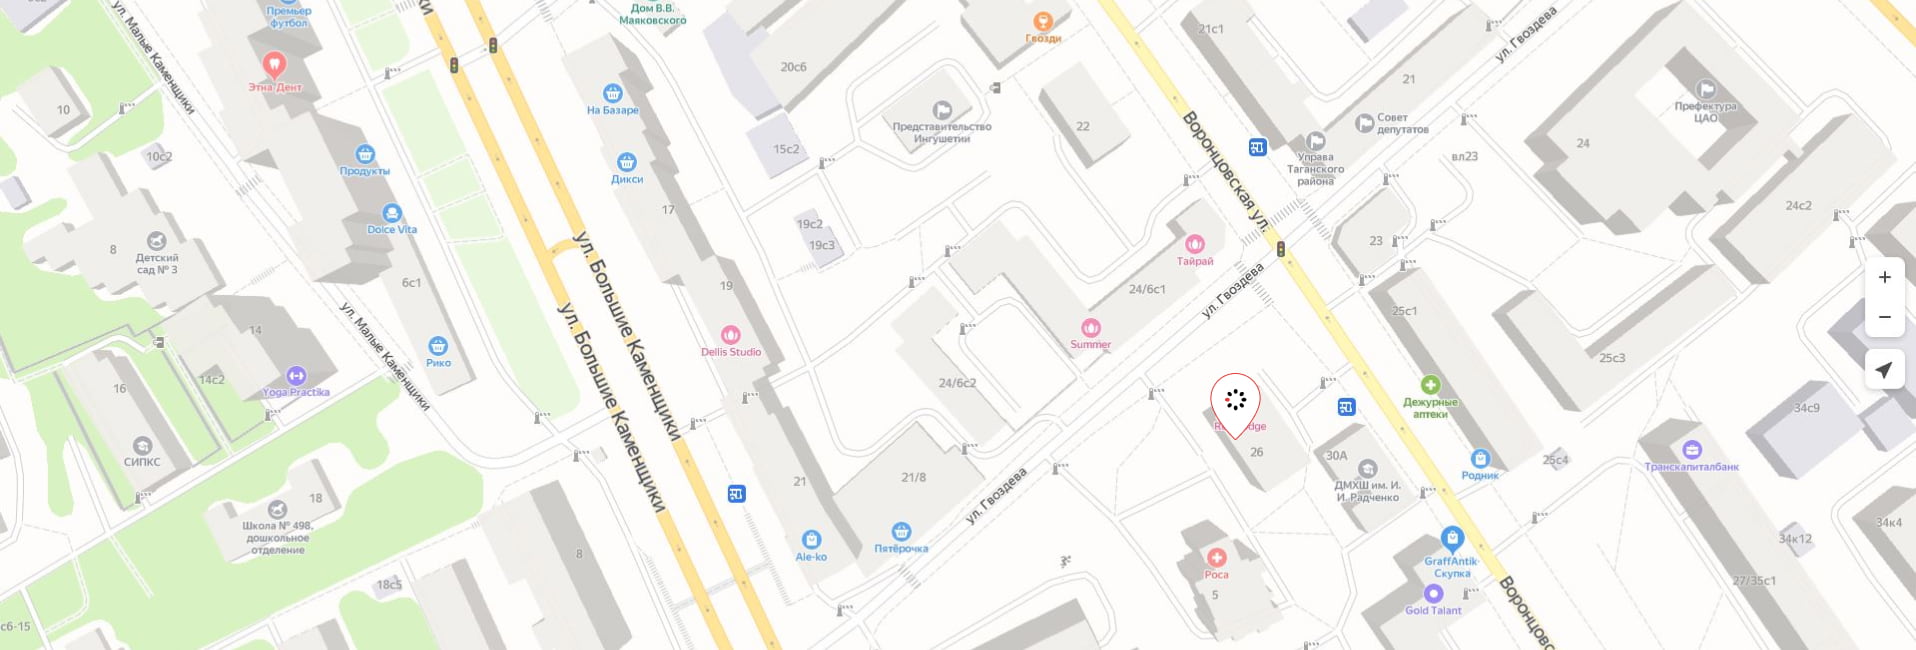 ул. Малые Каменщики
Премьер
футбол
ки
Дом В.В.
Маяковского
Гвозди
21с1
ул. Гвоздева
Этна-Дент
10
На Базаре
20с6
21
Префектура
ЦАО
Представительство
Ингушетии
22
Совет
депутатов
24
Воронцовская ул.
10с2
Продукты
Дикси
15с2
Управа
Таганского
района
вл23
17
24с2
Dolce Vita
8
Детский
сад № 3
19с2
19с3
23
Тайрай
ул. Большие Каменщики
6с1
19
24/6с1
ул. Гвоздева
25с1
14
ул. Малые Каменщики
ул. Большие Каменщики
Рико
Dellis Studio
Summer
25с3
16
14с2
Yoga Practika
24/6с2
Дежурные
аптеки
34с9
26
30А
СИПКС
Родник
25с4
Транскапиталбанк
ДМХШ им. И.
И. Радченко
21
21/8
ул. Гвоздева
18
Школа № 498,
дошкольное
отделение
Ale-ko
Пятёрочка
34к4
34к12
8
Роса
5
GraffAntik-
Скупка
27/35с1
18с5
Gold Talant
Воронцовс
с6-15
+
−